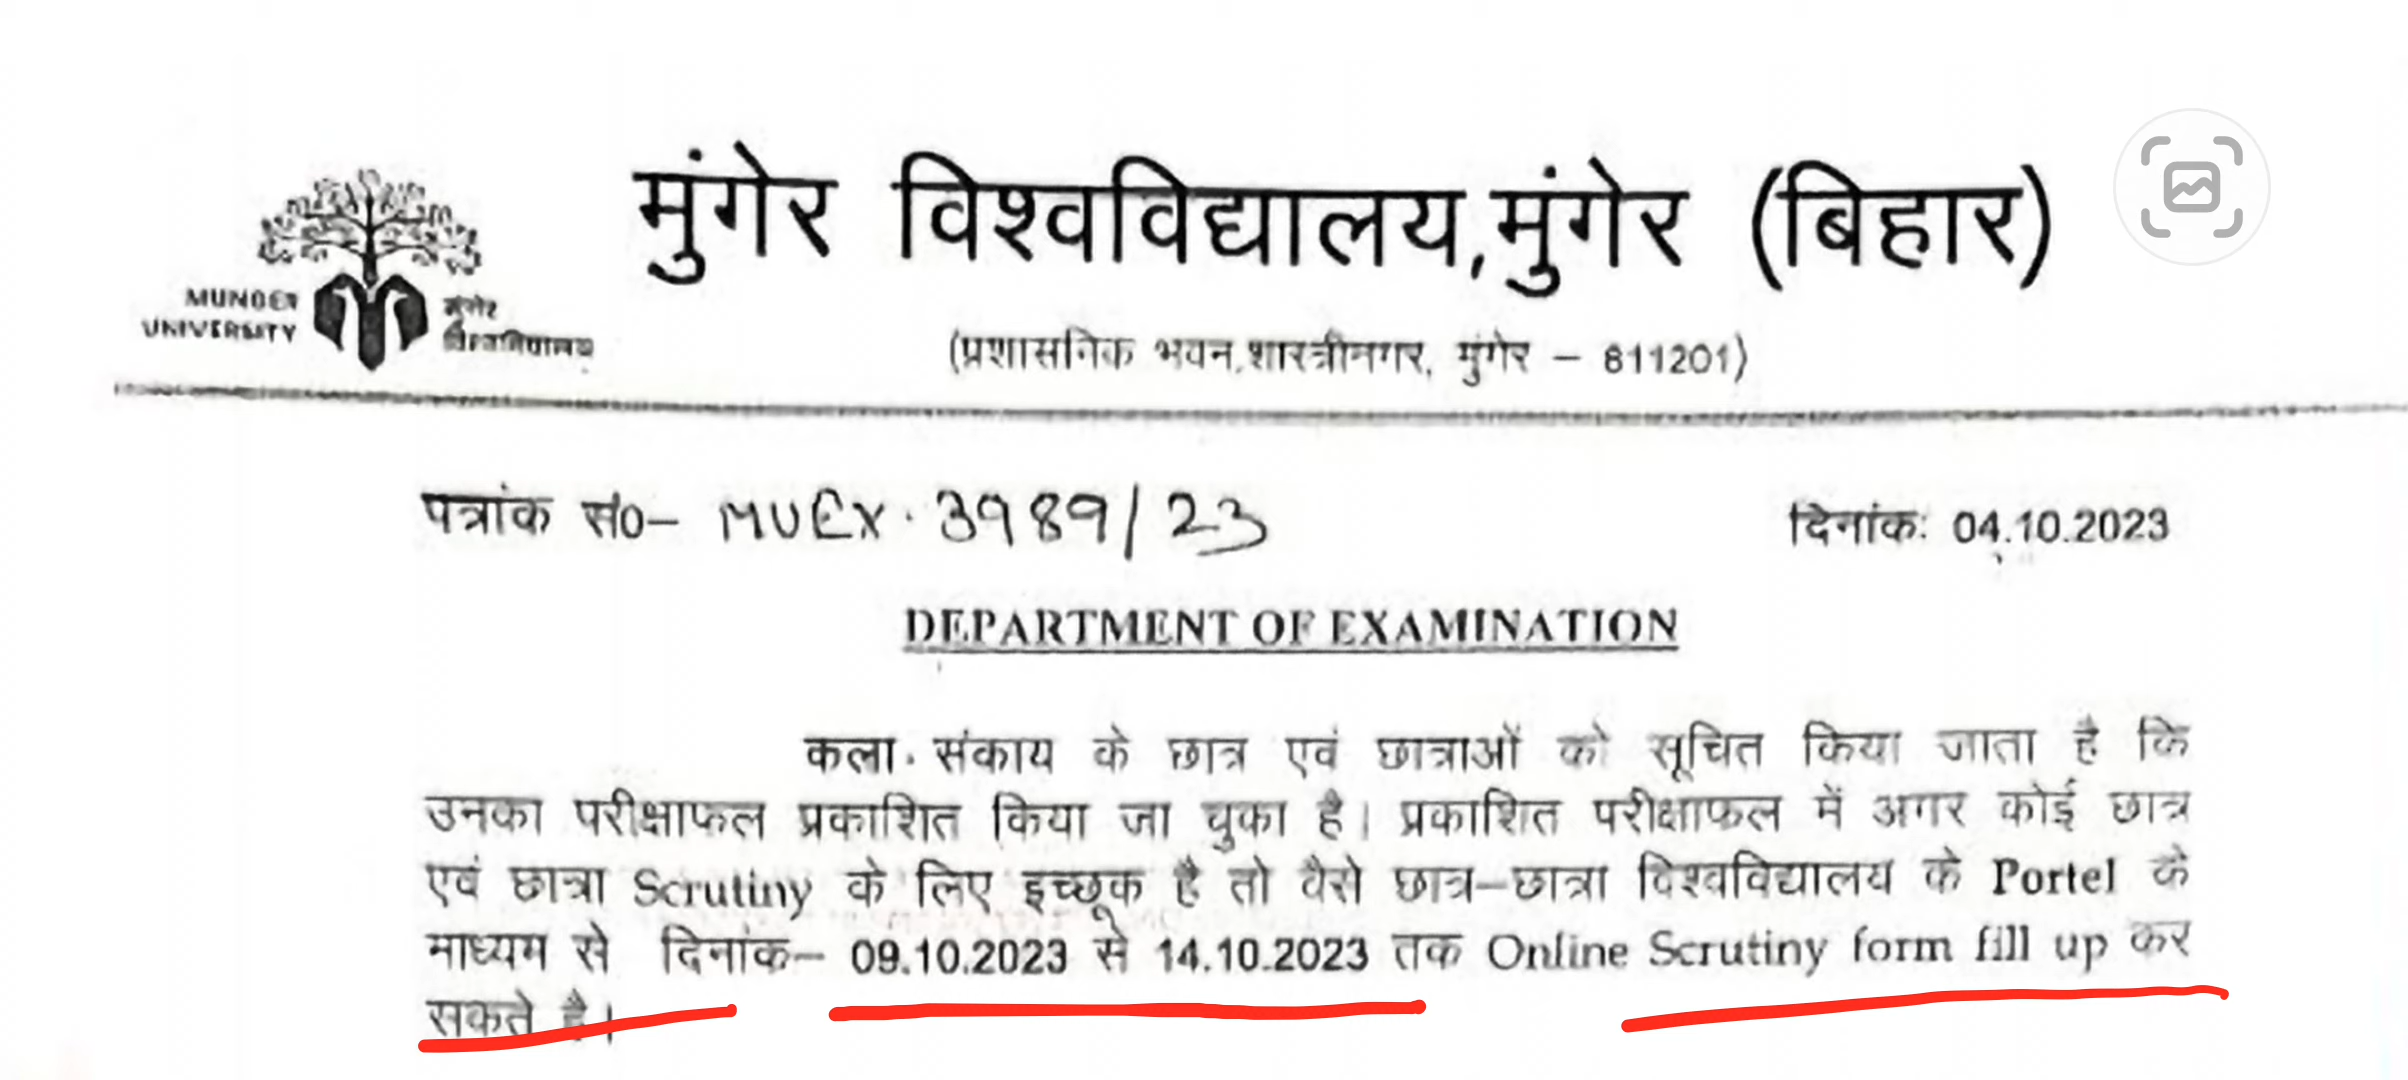 मुंगेर विश्वविद्यालय,मुंगेर (बिहार)
MUNGER
UNIVERSITY
मुंगेर
विश्वविद्यालय
(प्रशासनिक भवन,शास्त्रीनगर, मुंगेर – 811201)
पत्रांक सं0– MUEX. 3989/23
दिनांक: 04.10.2023
DEPARTMENT OF EXAMINATION
कला संकाय के छात्र एवं छात्राओं को सूचित किया जाता है कि
उनका परीक्षाफल प्रकाशित किया जा चुका है। प्रकाशित परीक्षाफल में अगर कोई छात्र
एवं छात्रा Scrutiny के लिए इच्छूक है तो वैसे छात्र–छात्रा विश्वविद्यालय के Portel के
माध्यम से दिनांक– 09.10.2023 से 14.10.2023 तक Online Scrutiny form fill up कर
सकते है।